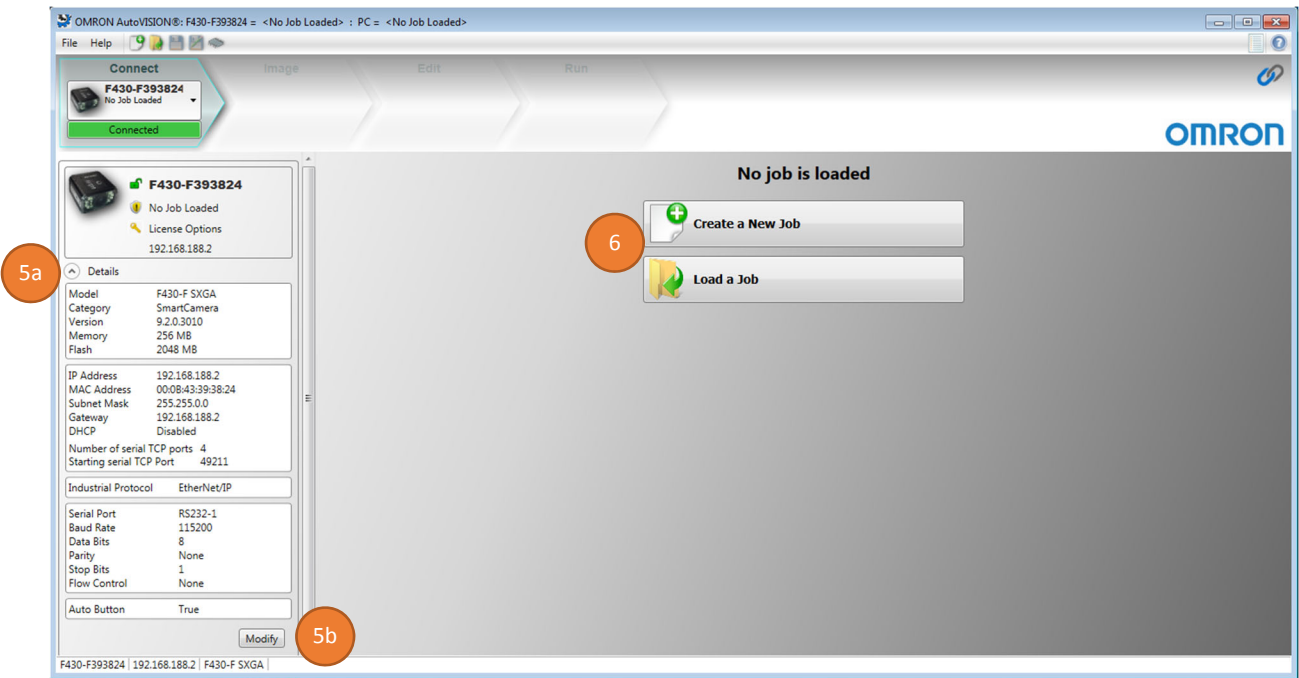 OMRON AutoVISION®: F430-F393824 = <No Job Loaded> : PC = <No Job Loaded>
File Help
Connect Image Edit Run
F430-F393824
No Job Loaded
Connected
OMRON
F430-F393824
No Job Loaded
License Options
192.168.188.2
5a
Details
Model F430-F SXGA
Category SmartCamera
Version 9.2.0.3010
Memory 256 MB
Flash 2048 MB
IP Address 192.168.188.2
MAC Address 00:0B:43:39:38:24
Subnet Mask 255.255.0.0
Gateway 192.168.188.2
DHCP Disabled
Number of serial TCP ports 4
Starting serial TCP Port 49211
Industrial Protocol EtherNet/IP
Serial Port RS232-1
Baud Rate 115200
Data Bits 8
Parity None
Stop Bits 1
Flow Control None
Auto Button True
Modify
5b
No job is loaded
6
Create a New Job
Load a Job
F430-F393824 192.168.188.2 F430-F SXGA